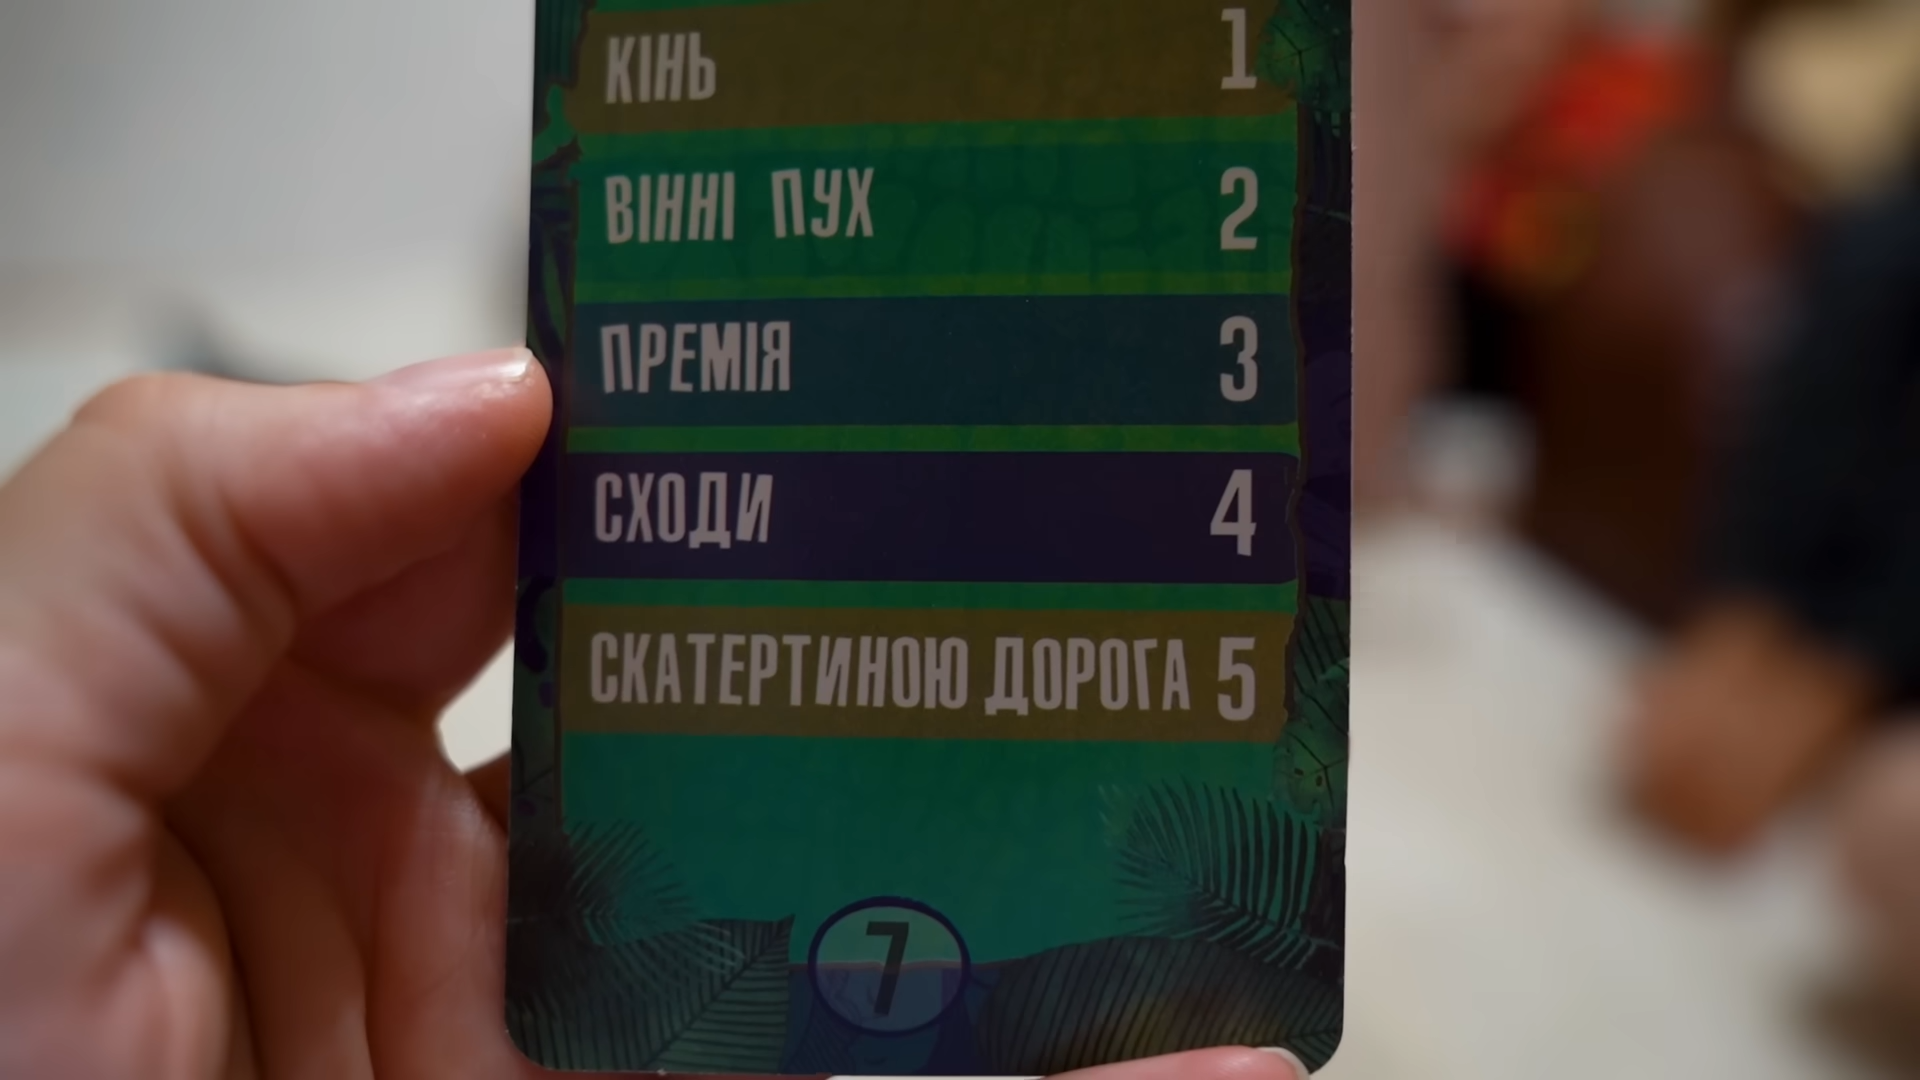 КІНЬ 1
ВІННІ ПУХ 2
ПРЕМІЯ 3
СХОДИ 4
СКАТЕРТИНОЮ ДОРОГА 5
7